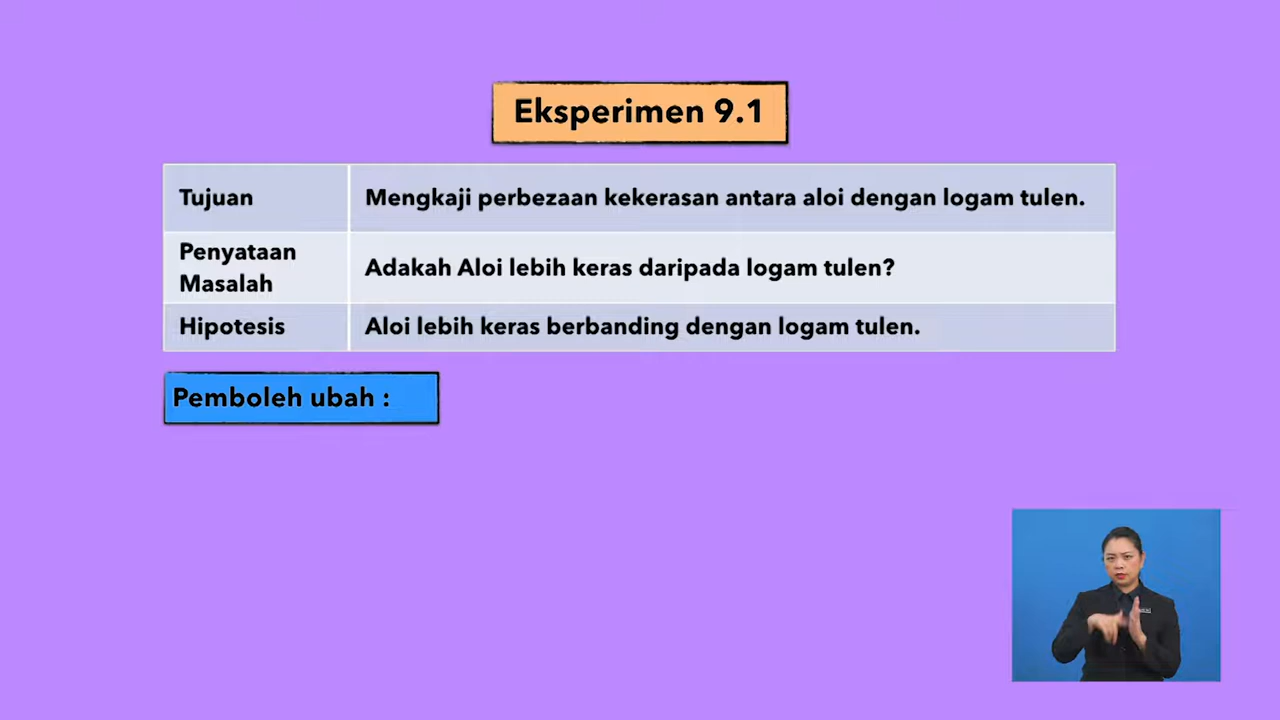 Eksperimen 9.1
Tujuan
Mengkaji perbezaan kekerasan antara aloi dengan logam tulen.
Penyataan
Masalah
Adakah Aloi lebih keras daripada logam tulen?
Hipotesis
Aloi lebih keras berbanding dengan logam tulen.
Pemboleh ubah :